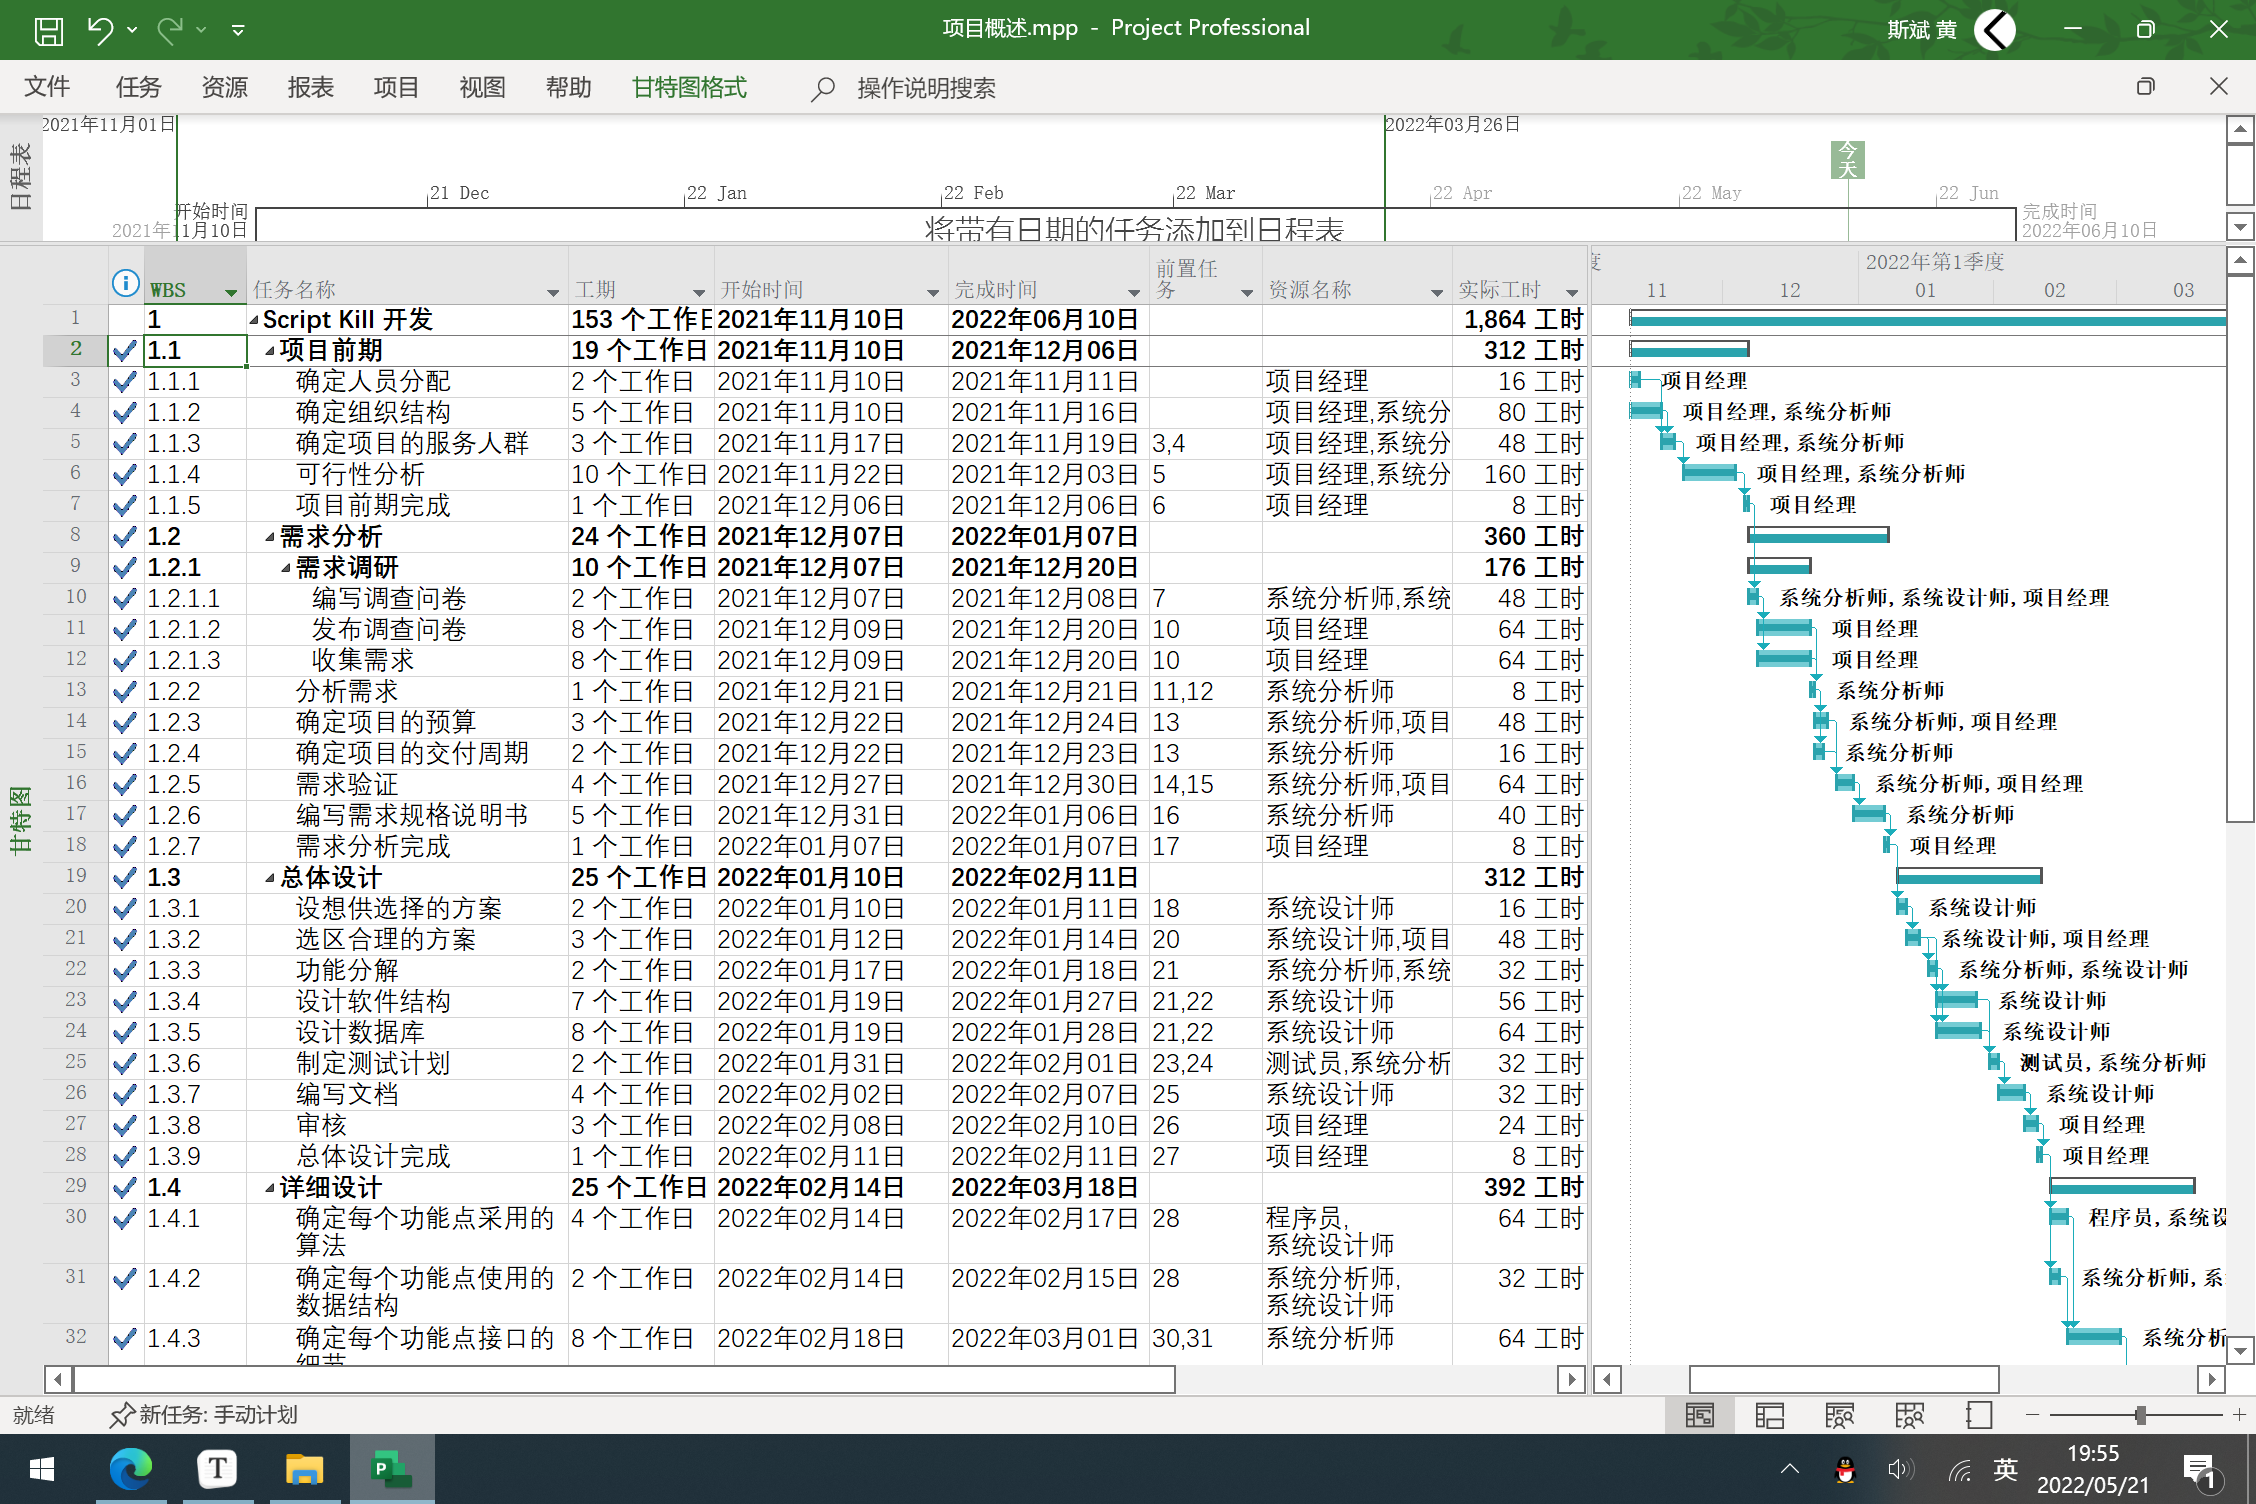 项目概述.mpp - Project Professional
斯斌 黄
文件 任务 资源 报表 项目 视图 帮助 甘特图格式 操作说明搜索
日程表
2021年11月01日 2022年03月26日
今天
21 Dec 22 Jan 22 Feb 22 Mar 22 Apr 22 May 22 Jun
开始时间
2021年11月10日
将带有日期的任务添加到日程表
完成时间
2022年06月10日
甘特图
WBS 任务名称 工期 开始时间 完成时间 前置任务 资源名称 实际工时
度 2022年第1季度
11 12 01 02 03
1 1 Script Kill 开发 153 个工作日 2021年11月10日 2022年06月10日 1,864 工时
2 1.1 项目前期 19 个工作日 2021年11月10日 2021年12月06日 312 工时
3 1.1.1 确定人员分配 2 个工作日 2021年11月10日 2021年11月11日 项目经理 16 工时 项目经理
4 1.1.2 确定组织结构 5 个工作日 2021年11月10日 2021年11月16日 项目经理,系统分 80 工时 项目经理,系统分析师
5 1.1.3 确定项目的服务人群 3 个工作日 2021年11月17日 2021年11月19日 3,4 项目经理,系统分 48 工时 项目经理,系统分析师
6 1.1.4 可行性分析 10 个工作日 2021年11月22日 2021年12月03日 5 项目经理,系统分 160 工时 项目经理,系统分析师
7 1.1.5 项目前期完成 1 个工作日 2021年12月06日 2021年12月06日 6 项目经理 8 工时 项目经理
8 1.2 需求分析 24 个工作日 2021年12月07日 2022年01月07日 360 工时
9 1.2.1 需求调研 10 个工作日 2021年12月07日 2021年12月20日 176 工时
10 1.2.1.1 编写调查问卷 2 个工作日 2021年12月07日 2021年12月08日 7 系统分析师,系统 48 工时 系统分析师,系统设计师,项目经理
11 1.2.1.2 发布调查问卷 8 个工作日 2021年12月09日 2021年12月20日 10 项目经理 64 工时 项目经理
12 1.2.1.3 收集需求 8 个工作日 2021年12月09日 2021年12月20日 10 项目经理 64 工时 项目经理
13 1.2.2 分析需求 1 个工作日 2021年12月21日 2021年12月21日 11,12 系统分析师 8 工时 系统分析师
14 1.2.3 确定项目的预算 3 个工作日 2021年12月22日 2021年12月24日 13 系统分析师,项目 48 工时 系统分析师,项目经理
15 1.2.4 确定项目的交付周期 2 个工作日 2021年12月22日 2021年12月23日 13 系统分析师 16 工时 系统分析师
16 1.2.5 需求验证 4 个工作日 2021年12月27日 2021年12月30日 14,15 系统分析师,项目 64 工时 系统分析师,项目经理
17 1.2.6 编写需求规格说明书 5 个工作日 2021年12月31日 2022年01月06日 16 系统分析师 40 工时 系统分析师
18 1.2.7 需求分析完成 1 个工作日 2022年01月07日 2022年01月07日 17 项目经理 8 工时 项目经理
19 1.3 总体设计 25 个工作日 2022年01月10日 2022年02月11日 312 工时
20 1.3.1 设想供选择的方案 2 个工作日 2022年01月10日 2022年01月11日 18 系统设计师 16 工时 系统设计师
21 1.3.2 选区合理的方案 3 个工作日 2022年01月12日 2022年01月14日 20 系统设计师,项目 48 工时 系统设计师,项目经理
22 1.3.3 功能分解 2 个工作日 2022年01月17日 2022年01月18日 21 系统分析师,系统 32 工时 系统分析师,系统设计师
23 1.3.4 设计软件结构 7 个工作日 2022年01月19日 2022年01月27日 21,22 系统设计师 56 工时 系统设计师
24 1.3.5 设计数据库 8 个工作日 2022年01月19日 2022年01月28日 21,22 系统设计师 64 工时 系统设计师
25 1.3.6 制定测试计划 2 个工作日 2022年01月31日 2022年02月01日 23,24 测试员,系统分析 32 工时 测试员,系统分析师
26 1.3.7 编写文档 4 个工作日 2022年02月02日 2022年02月07日 25 系统设计师 32 工时 系统设计师
27 1.3.8 审核 3 个工作日 2022年02月08日 2022年02月10日 26 项目经理 24 工时 项目经理
28 1.3.9 总体设计完成 1 个工作日 2022年02月11日 2022年02月11日 27 项目经理 8 工时 项目经理
29 1.4 详细设计 25 个工作日 2022年02月14日 2022年03月18日 392 工时
30 1.4.1 确定每个功能点采用的 4 个工作日 2022年02月14日 2022年02月17日 28 程序员, 64 工时 程序员,系统设
算法 系统设计师
31 1.4.2 确定每个功能点使用的 2 个工作日 2022年02月14日 2022年02月15日 28 系统分析师, 32 工时 系统分析师,系
数据结构 系统设计师
32 1.4.3 确定每个功能点接口的 8 个工作日 2022年02月18日 2022年03月01日 30,31 系统分析师 64 工时 系统分析
细节
就绪 新任务: 手动计划
英 19:55
2022/05/21
1